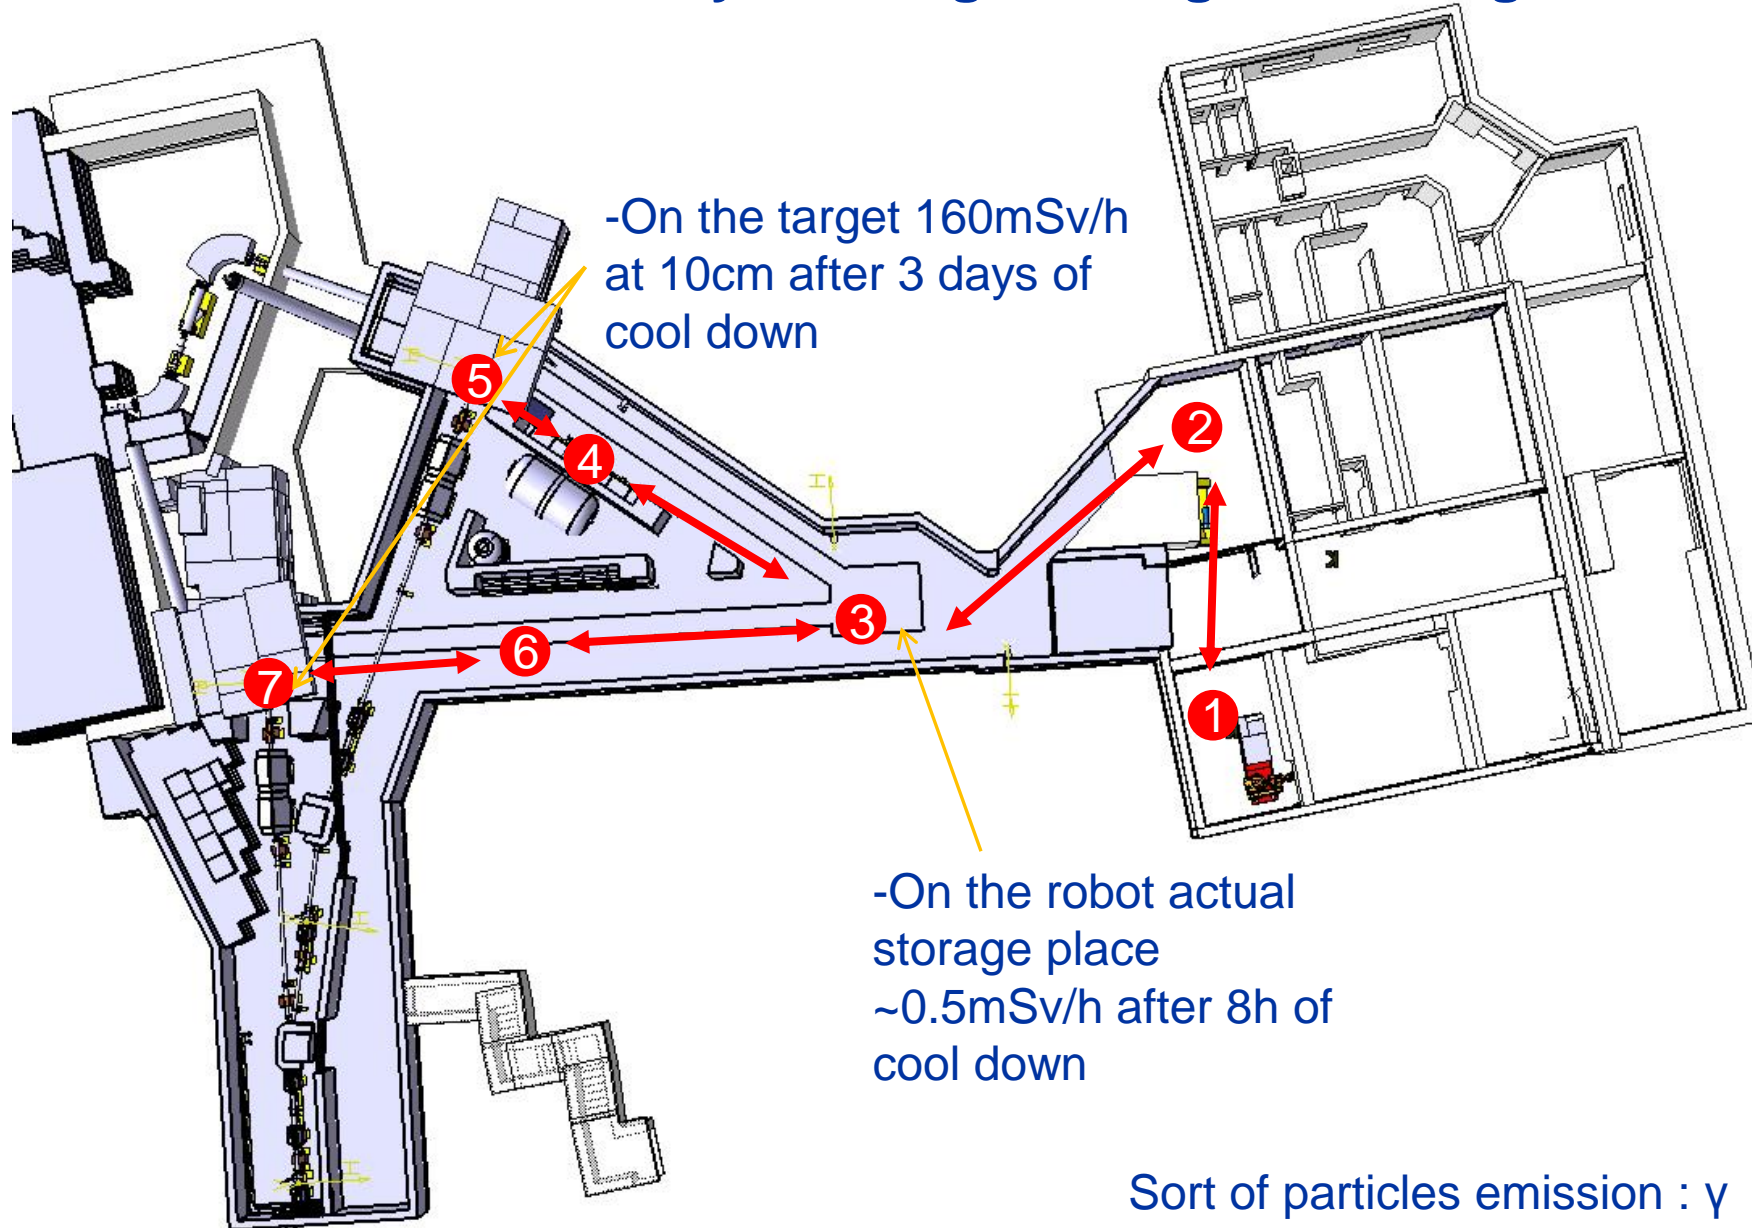 -On the target 160mSv/h
at 10cm after 3 days of
cool down
5
4
2
3
6
7
1
-On the robot actual
storage place
~0.5mSv/h after 8h of
cool down
Sort of particles emission : γ